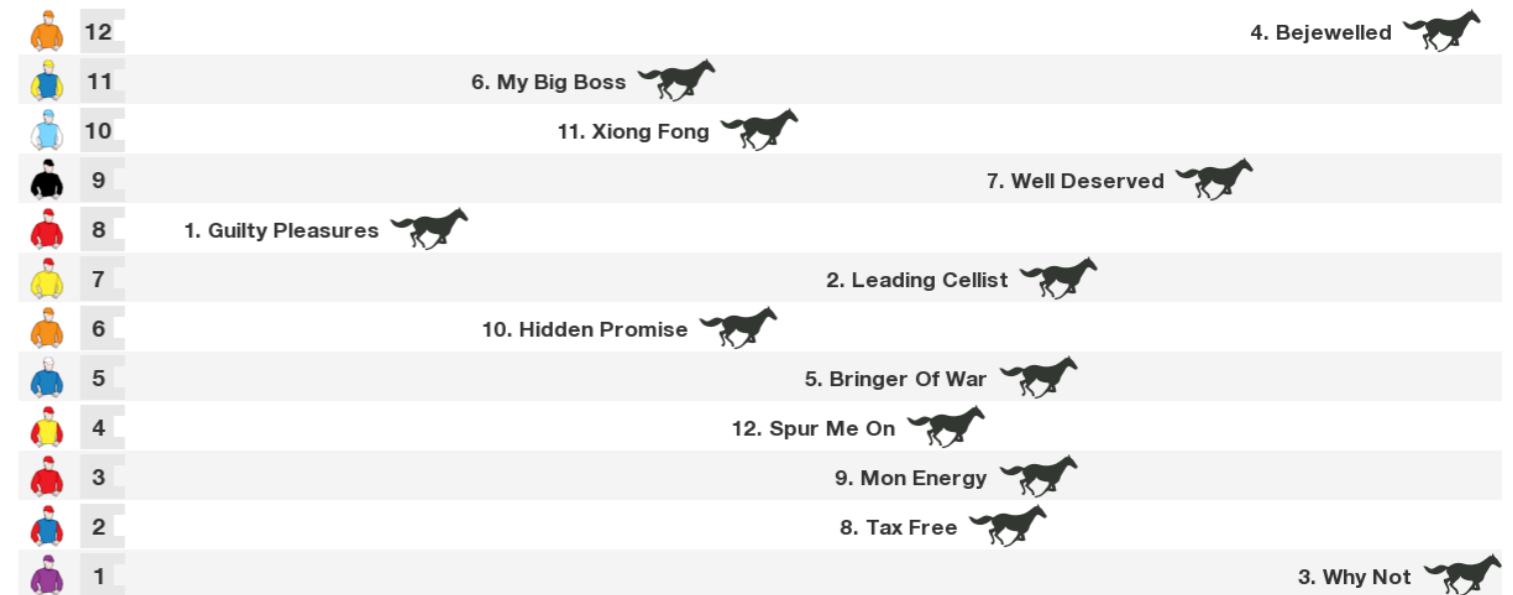 12 4. Bejewelled
11 6. My Big Boss
10 11. Xiong Fong
9 7. Well Deserved
8 1. Guilty Pleasures
7 2. Leading Cellist
6 10. Hidden Promise
5 5. Bringer Of War
4 12. Spur Me On
3 9. Mon Energy
2 8. Tax Free
1 3. Why Not